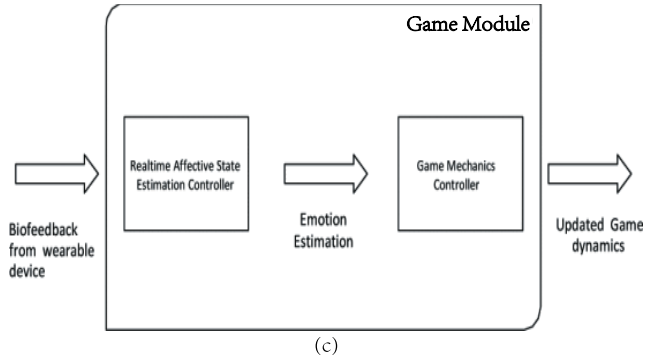 Game Module
Realtime Affective State
Estimation Controller
Game Mechanics
Controller
Biofeedback
from wearable
device
Emotion
Estimation
Updated Game
dynamics
(c)